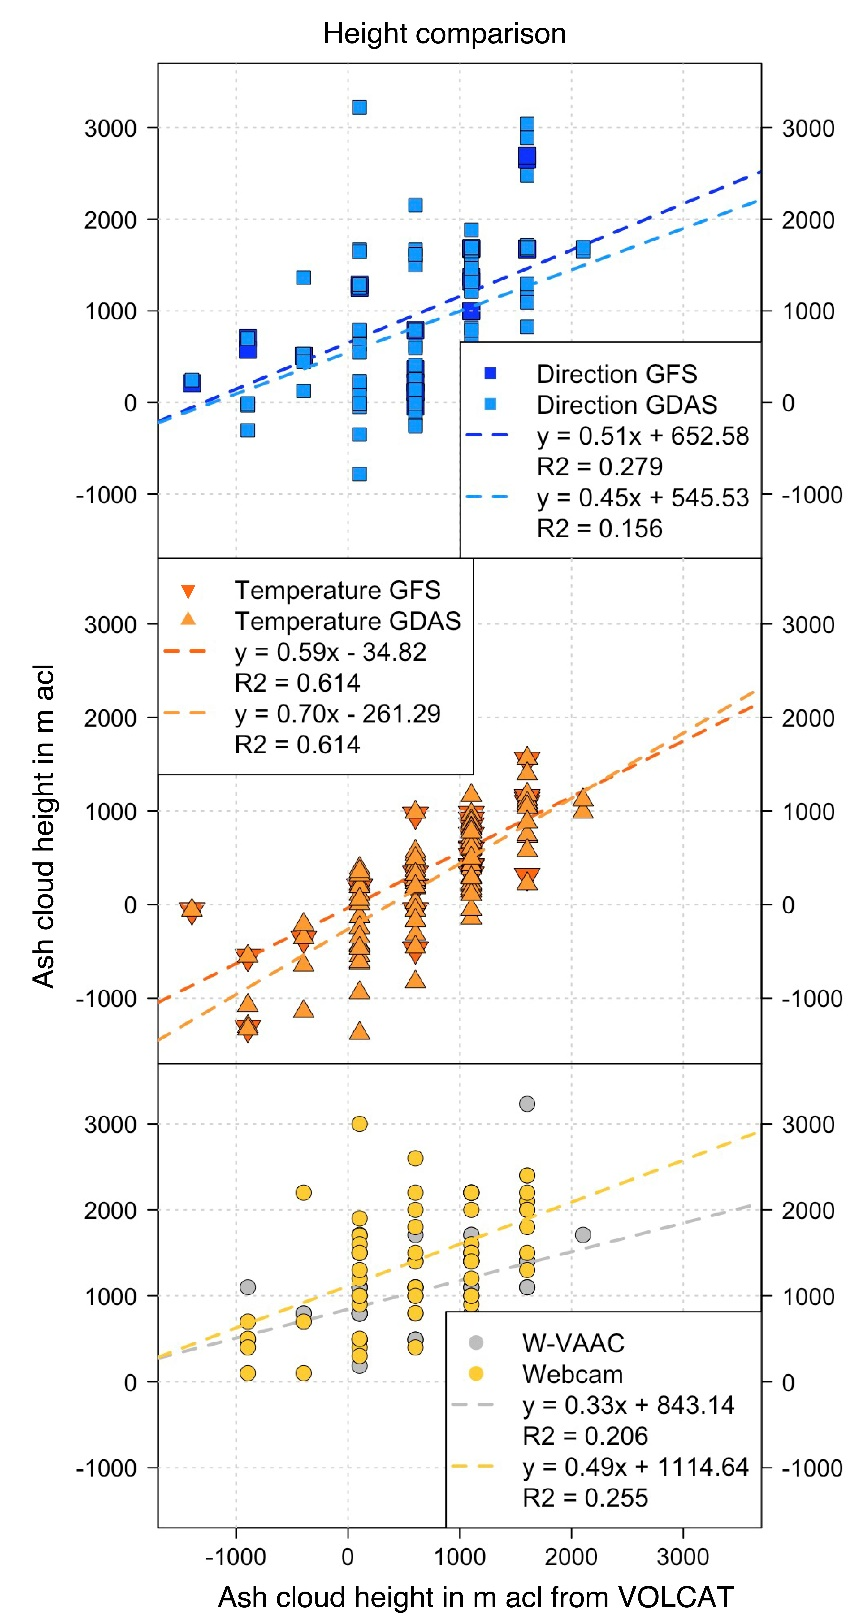 Height comparison
3000 3000
2000 2000
1000 1000
0 0
-1000 -1000
Direction GFS
Direction GDAS
y = 0.51x + 652.58
R2 = 0.279
y = 0.45x + 545.53
R2 = 0.156
Ash cloud height in m acl
Temperature GFS
Temperature GDAS
y = 0.59x - 34.82
R2 = 0.614
y = 0.70x - 261.29
R2 = 0.614
3000 3000
2000 2000
1000 1000
0 0
-1000 -1000
3000 3000
2000 2000
1000 1000
0 0
-1000 -1000
W-VAAC
Webcam
y = 0.33x + 843.14
R2 = 0.206
y = 0.49x + 1114.64
R2 = 0.255
-1000 0 1000 2000 3000
Ash cloud height in m acl from VOLCAT